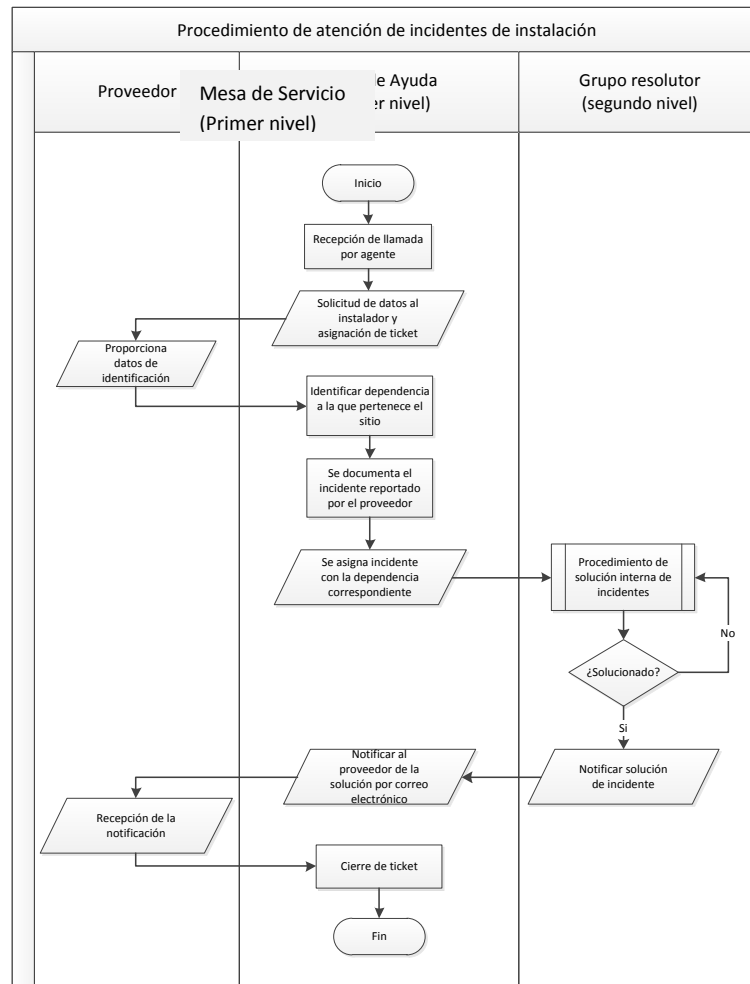 Procedimiento de atención de incidentes de instalación
Proveedor
Mesa de Servicio
(Primer nivel)
e Ayuda
er nivel)
Grupo resolutor
(segundo nivel)
Inicio
Recepción de llamada
por agente
Solicitud de datos al
instalador y
asignación de ticket
Proporciona
datos de
identificación
Identificar dependencia
a la que pertenece el
sitio
Se documenta el
incidente reportado
por el proveedor
Se asigna incidente
con la dependencia
correspondiente
Procedimiento de
solución interna de
incidentes
No
¿Solucionado?
Si
Notificar al
proveedor de la
solución por correo
electrónico
Notificar solución
de incidente
Recepción de la
notificación
Cierre de ticket
Fin